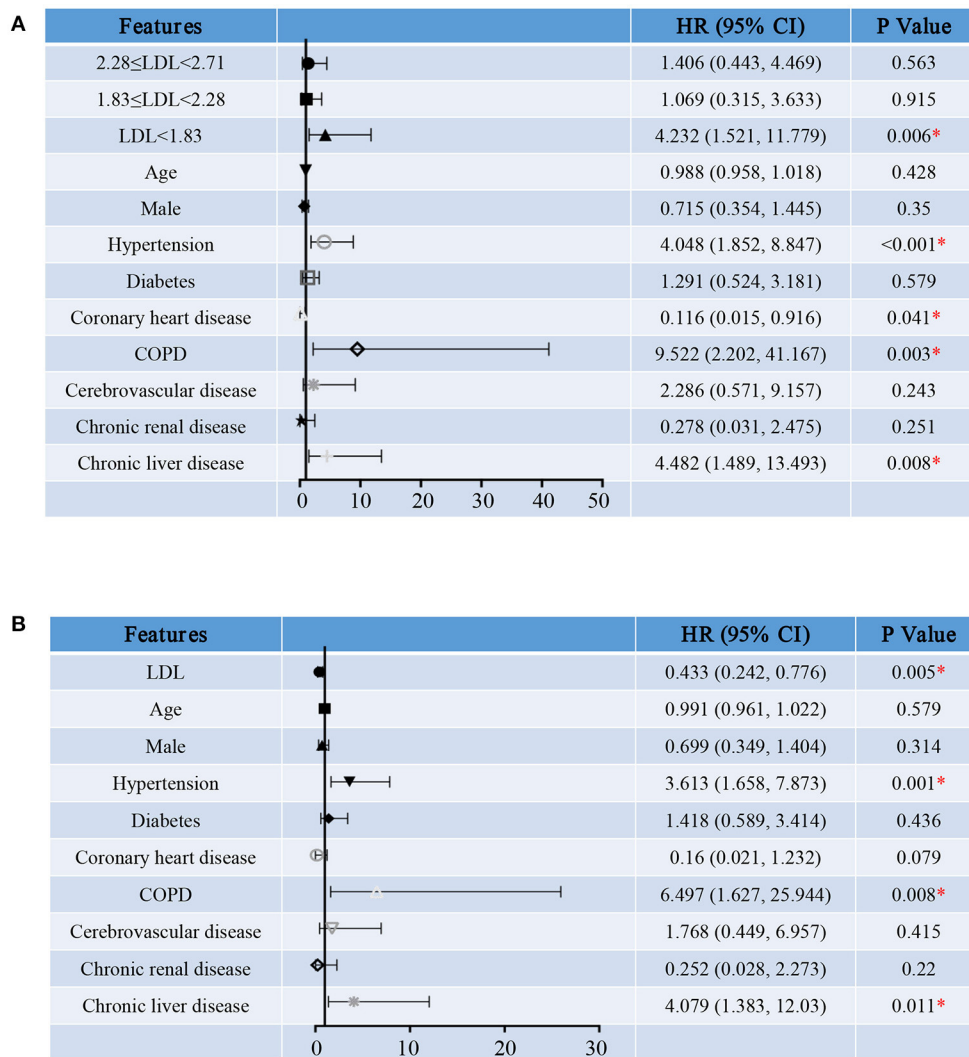 A
Features HR (95% CI) P Value
2.28≤LDL<2.71 1.406 (0.443, 4.469) 0.563
1.83≤LDL<2.28 1.069 (0.315, 3.633) 0.915
LDL<1.83 4.232 (1.521, 11.779) 0.006*
Age 0.988 (0.958, 1.018) 0.428
Male 0.715 (0.354, 1.445) 0.35
Hypertension 4.048 (1.852, 8.847) <0.001*
Diabetes 1.291 (0.524, 3.181) 0.579
Coronary heart disease 0.116 (0.015, 0.916) 0.041*
COPD 9.522 (2.202, 41.167) 0.003*
Cerebrovascular disease 2.286 (0.571, 9.157) 0.243
Chronic renal disease 0.278 (0.031, 2.475) 0.251
Chronic liver disease 4.482 (1.489, 13.493) 0.008*
0 10 20 30 40 50
B
Features HR (95% CI) P Value
LDL 0.433 (0.242, 0.776) 0.005*
Age 0.991 (0.961, 1.022) 0.579
Male 0.699 (0.349, 1.404) 0.314
Hypertension 3.613 (1.658, 7.873) 0.001*
Diabetes 1.418 (0.589, 3.414) 0.436
Coronary heart disease 0.16 (0.021, 1.232) 0.079
COPD 6.497 (1.627, 25.944) 0.008*
Cerebrovascular disease 1.768 (0.449, 6.957) 0.415
Chronic renal disease 0.252 (0.028, 2.273) 0.22
Chronic liver disease 4.079 (1.383, 12.03) 0.011*
0 10 20 30